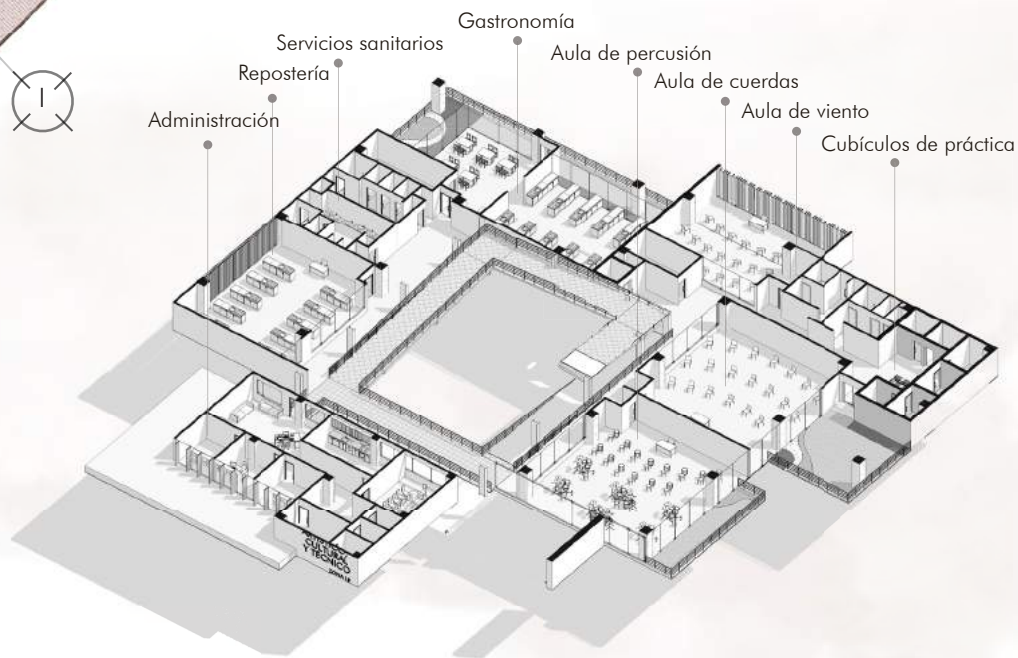 Gastronomía
Servicios sanitarios
Aula de percusión
Repostería
Aula de cuerdas
Aula de viento
Administración
Cubículos de práctica
CULTURAL
Y TÉCNICO